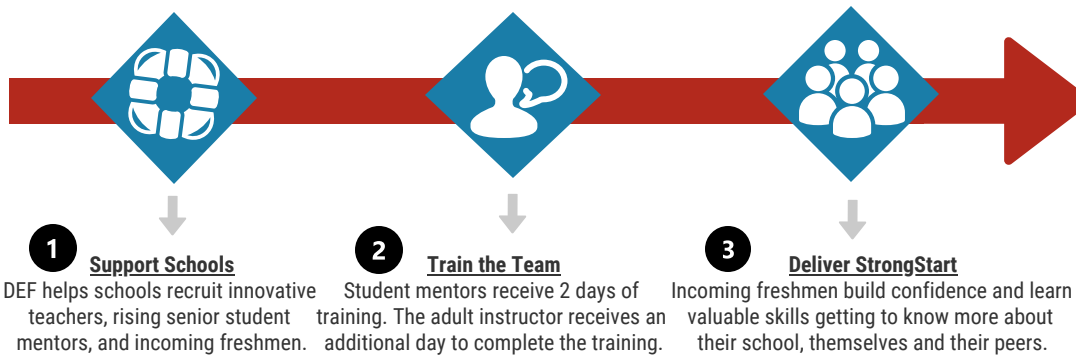 1
Support Schools
DEF helps schools recruit innovative
teachers, rising senior student
mentors, and incoming freshmen.
2
Train the Team
Student mentors receive 2 days of
training. The adult instructor receives an
additional day to complete the training.
3
Deliver StrongStart
Incoming freshmen build confidence and learn
valuable skills getting to know more about
their school, themselves and their peers.